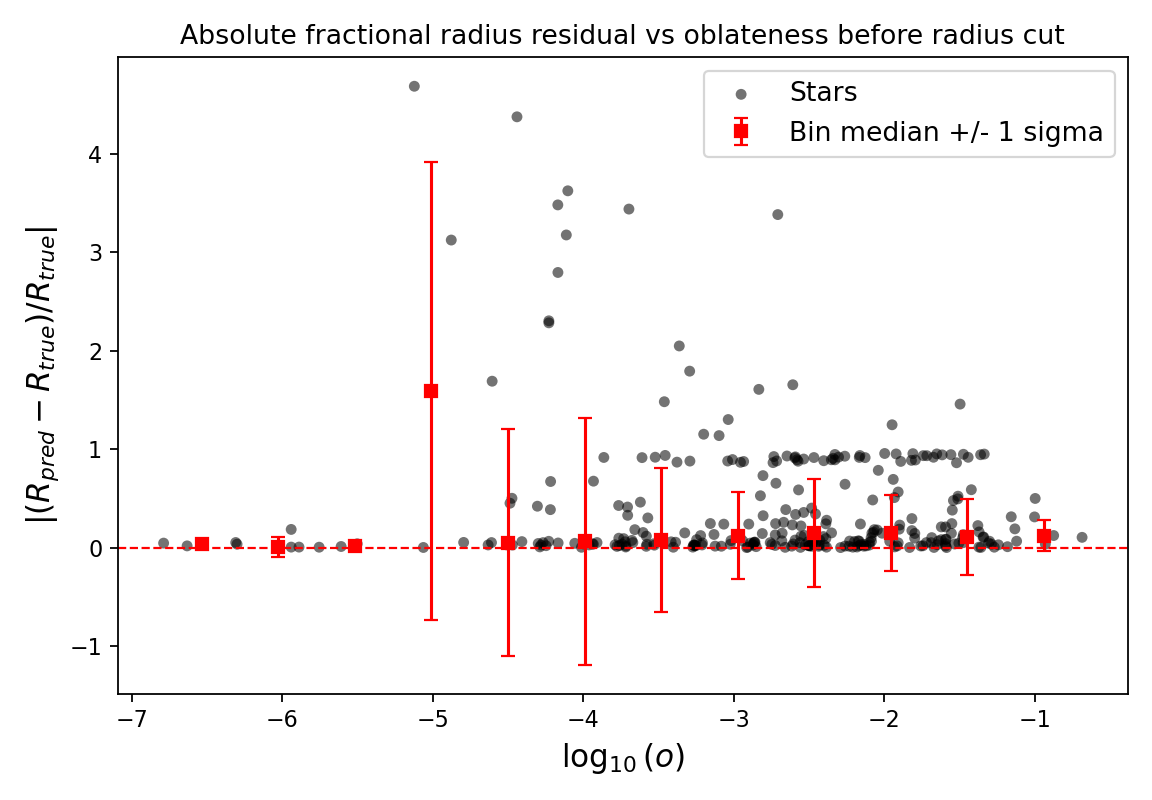 Absolute fractional radius residual vs oblateness before radius cut
Stars
Bin median +/- 1 sigma
|(R_pred − R_true)/R_true|
4
3
2
1
0
−1
−7 −6 −5 −4 −3 −2 −1
log₁₀ (o)